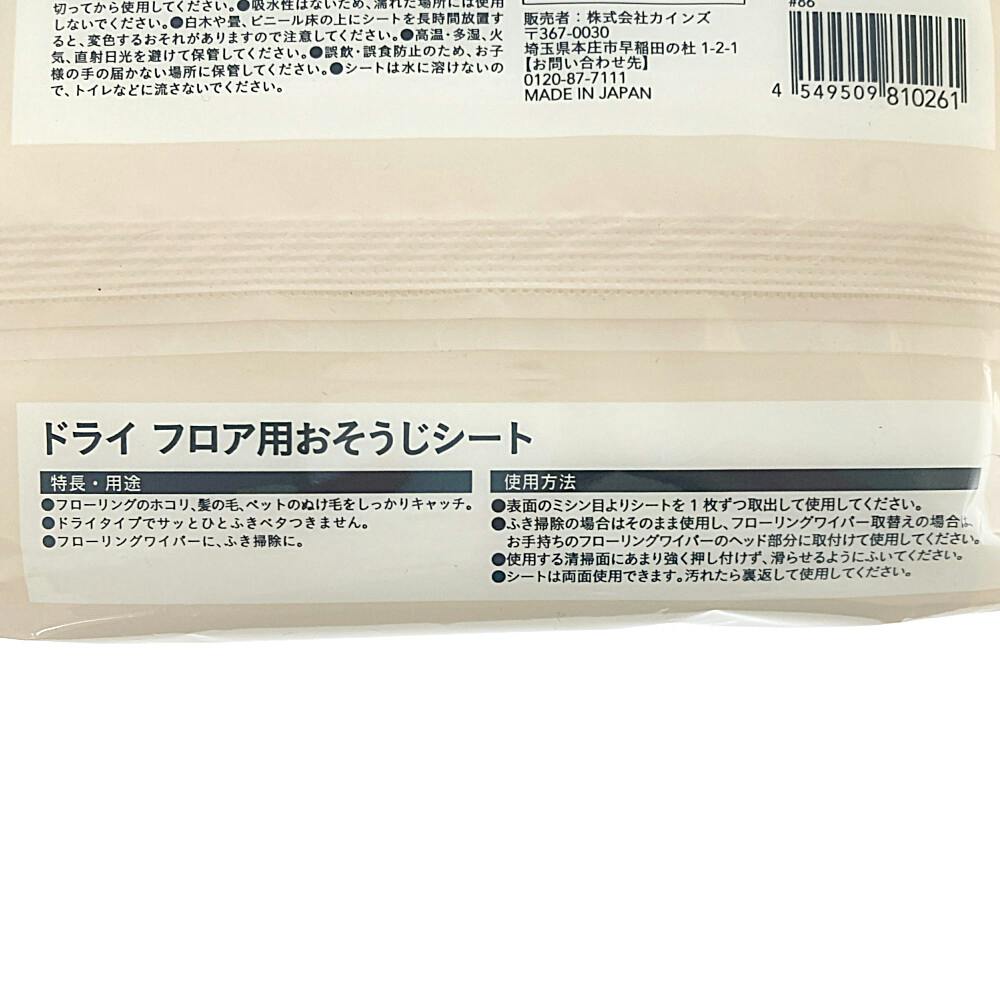 切ってから使用してください。●吸水性はないため、濡れた場所には使用
しないでください。●白木や畳、ビニール床の上にシートを長時間放置す
ると、変色するおそれがありますので注意してください。●高温・多湿、火
気、直射日光を避けて保管してください。●誤飲・誤食防止のため、お子
様の手の届かない場所に保管してください。●シートは水に溶けないの
で、トイレなどに流さないでください。
販売者：株式会社カインズ
〒367-0030
埼玉県本庄市早稲田の杜 1-2-1
【お問い合わせ先】
0120-87-7111
MADE IN JAPAN
#66
4 549509 810261
ドライ フロア用おそうじシート
特長・用途
●フローリングのホコリ、髪の毛、ペットのぬけ毛をしっかりキャッチ。
●ドライタイプでサッとひとふきベタつきません。
●フローリングワイパーに、ふき掃除に。
使用方法
●表面のミシン目よりシートを1枚ずつ取出して使用してください。
●ふき掃除の場合はそのまま使用し、フローリングワイパー取替えの場合は
お手持ちのフローリングワイパーのヘッド部分に取付けて使用してください。
●使用する清掃面にあまり強く押し付けず、滑らせるようにふいてください。
●シートは両面使用できます。汚れたら裏返して使用してください。